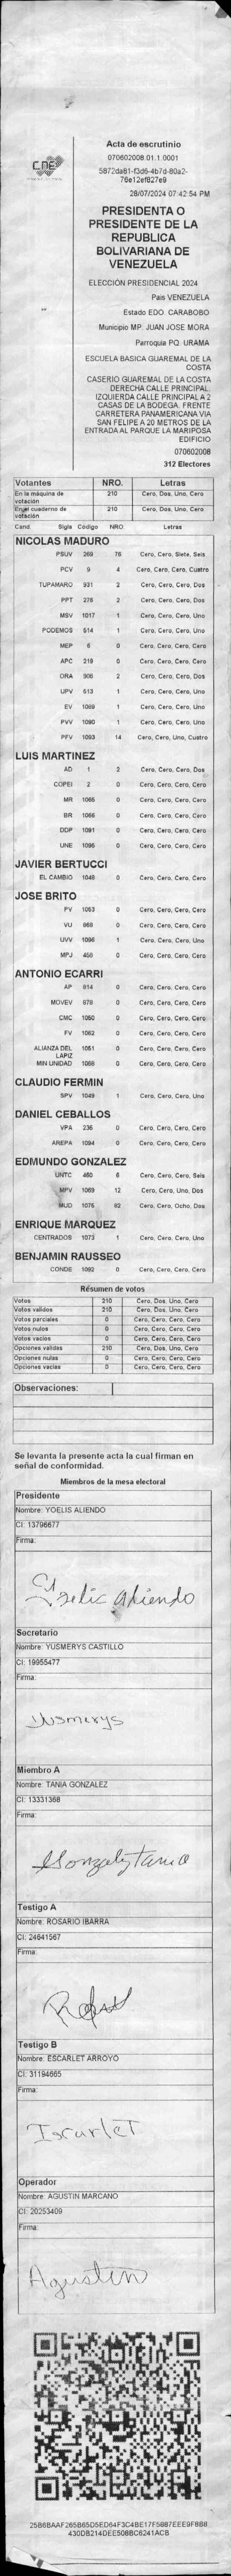 CNE
Acta de escrutinio
070602008.01.1.0001
5872da81-f3d6-4b7d-80a2-
76e12ef827e9
28/07/2024 07:42:54 PM
PRESIDENTA O
PRESIDENTE DE LA
REPUBLICA
BOLIVARIANA DE
VENEZUELA
ELECCIÓN PRESIDENCIAL 2024
Pais VENEZUELA
Estado EDO. CARABOBO
Municipio MP. JUAN JOSE MORA
Parroquia PQ. URAMA
ESCUELA BASICA GUAREMAL DE LA
COSTA
CASERIO GUAREMAL DE LA COSTA
DERECHA CALLE PRINCIPAL.
IZQUIERDA CALLE PRINCIPAL A 2
CASAS DE LA BODEGA. FRENTE
CARRETERA PANAMERICANA VIA
SAN FELIPE A 20 METROS DE LA
ENTRADA AL PARQUE LA MARIPOSA
EDIFICIO
070602008
312 Electores
Votantes NRO. Letras
En la máquina de votación 210 Cero, Dos, Uno, Cero
En el cuaderno de votación 210 Cero, Dos, Uno, Cero
Cand. Sigla Código NRO. Letras
NICOLAS MADURO
PSUV 268 76 Cero, Cero, Siete, Seis
PCV 9 4 Cero, Cero, Cero, Cuatro
TUPAMARO 931 2 Cero, Cero, Cero, Dos
PPT 276 2 Cero, Cero, Cero, Dos
MSV 1017 1 Cero, Cero, Cero, Uno
PODEMOS 514 1 Cero, Cero, Cero, Uno
MEP 6 0 Cero, Cero, Cero, Cero
APC 219 0 Cero, Cero, Cero, Cero
ORA 906 2 Cero, Cero, Cero, Dos
UPV 613 1 Cero, Cero, Cero, Uno
EV 1089 1 Cero, Cero, Cero, Uno
PVV 1090 1 Cero, Cero, Cero, Uno
PFV 1093 14 Cero, Cero, Uno, Cuatro
LUIS MARTINEZ
AD 1 2 Cero, Cero, Cero, Dos
COPEI 2 0 Cero, Cero, Cero, Cero
MR 1065 0 Cero, Cero, Cero, Cero
BR 1066 0 Cero, Cero, Cero, Cero
DDP 1091 0 Cero, Cero, Cero, Cero
UNE 1095 0 Cero, Cero, Cero, Cero
JAVIER BERTUCCI
EL CAMBIO 1048 0 Cero, Cero, Cero, Cero
JOSE BRITO
PV 1053 0 Cero, Cero, Cero, Cero
VU 868 0 Cero, Cero, Cero, Cero
UVV 1096 1 Cero, Cero, Cero, Uno
MPJ 458 0 Cero, Cero, Cero, Cero
ANTONIO ECARRI
AP 814 0 Cero, Cero, Cero, Cero
MOVEV 978 0 Cero, Cero, Cero, Cero
CMC 1050 0 Cero, Cero, Cero, Cero
FV 1062 0 Cero, Cero, Cero, Cero
ALIANZA DEL LAPIZ 1051 0 Cero, Cero, Cero, Cero
MIN UNIDAD 1068 0 Cero, Cero, Cero, Cero
CLAUDIO FERMIN
SPV 1049 1 Cero, Cero, Cero, Uno
DANIEL CEBALLOS
VPA 236 0 Cero, Cero, Cero, Cero
AREPA 1094 0 Cero, Cero, Cero, Cero
EDMUNDO GONZALEZ
UNTC 460 6 Cero, Cero, Cero, Seis
MPV 1069 12 Cero, Cero, Uno, Dos
MUD 1075 82 Cero, Cero, Ocho, Dos
ENRIQUE MARQUEZ
CENTRADOS 1073 1 Cero, Cero, Cero, Uno
BENJAMIN RAUSSEO
CONDE 1092 0 Cero, Cero, Cero, Cero
Résumen de votos
Votos 210 Cero, Dos, Uno, Cero
Votos validos 210 Cero, Dos, Uno, Cero
Votos parciales 0 Cero, Cero, Cero, Cero
Votos nulos 0 Cero, Cero, Cero, Cero
Votos vacios 0 Cero, Cero, Cero, Cero
Opciones validas 210 Cero, Dos, Uno, Cero
Opciones nulas 0 Cero, Cero, Cero, Cero
Opciones vacias 0 Cero, Cero, Cero, Cero
Observaciones:
Se levanta la presente acta la cual firman en
señal de conformidad.
Miembros de la mesa electoral
Presidente
Nombre: YOELIS ALIENDO
CI: 13796677
Firma:
Secretario
Nombre: YUSMERYS CASTILLO
CI: 19955477
Firma:
Yusmerys
Miembro A
Nombre: TANIA GONZALEZ
CI: 13331368
Firma:
Testigo A
Nombre: ROSARIO IBARRA
CI: 24641567
Firma:
Testigo B
Nombre: ESCARLET ARROYO
CI: 31194665
Firma:
Operador
Nombre: AGUSTIN MARCANO
CI: 20253409
Firma:
Agustin
25B6BAAF265B65D5ED64F3C4BE17F5887EEE9F8B8
430DB214DEE508BC6241ACB